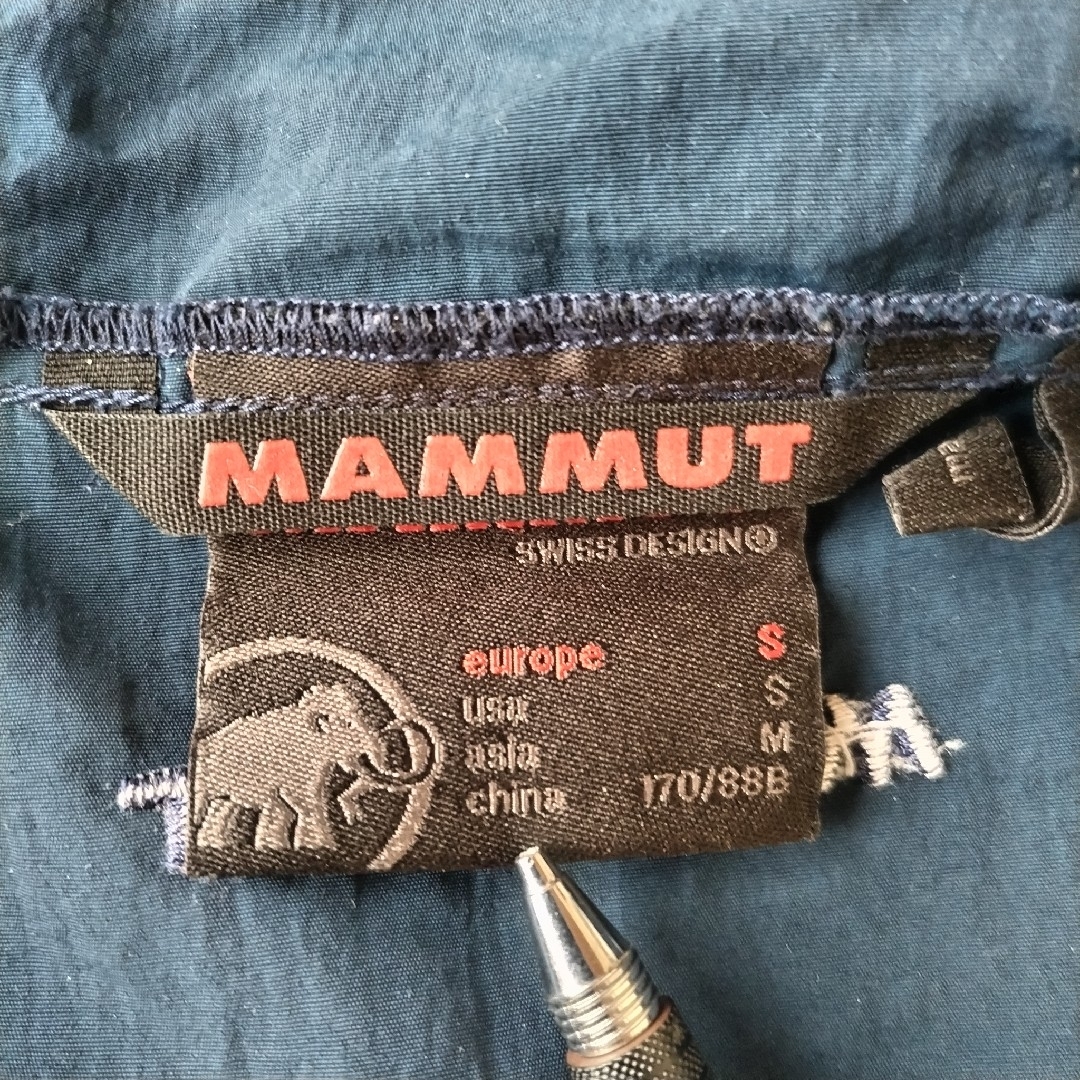 MAMMUT
SWISS DESIGN®
europe S
usa S
asia M
china 170/88B